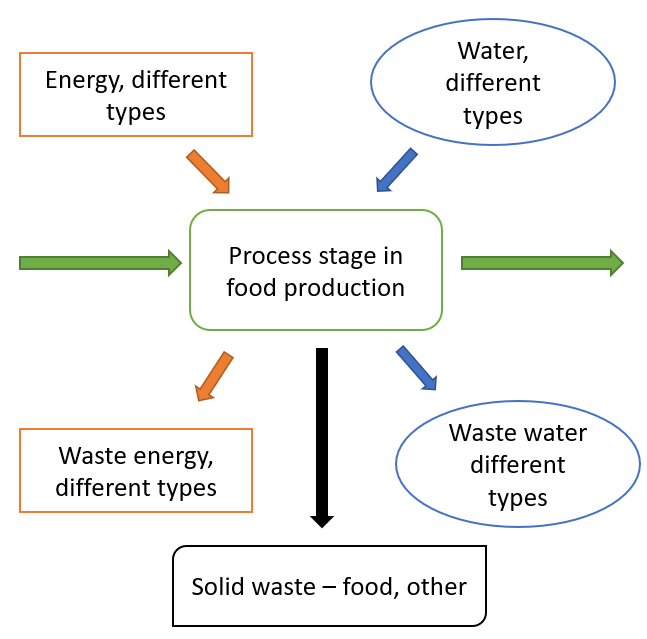 Energy, different
types
Water,
different
types
Process stage in
food production
Waste energy,
different types
Waste water
different
types
Solid waste – food, other